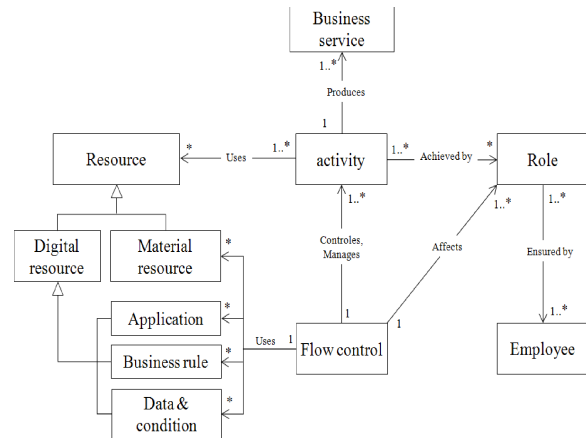 Business
service
1..*
Produces
1
Resource
*
Uses
1..*
activity
1..*
Achieved by
*
Role
1..*
1..*
1..*
Digital
resource
Material
resource
*
Controles,
Manages
Affects
Ensured by
Application
*
Business rule
*
Data &
condition
*
Uses
1
1
Flow control
1
1..*
Employee